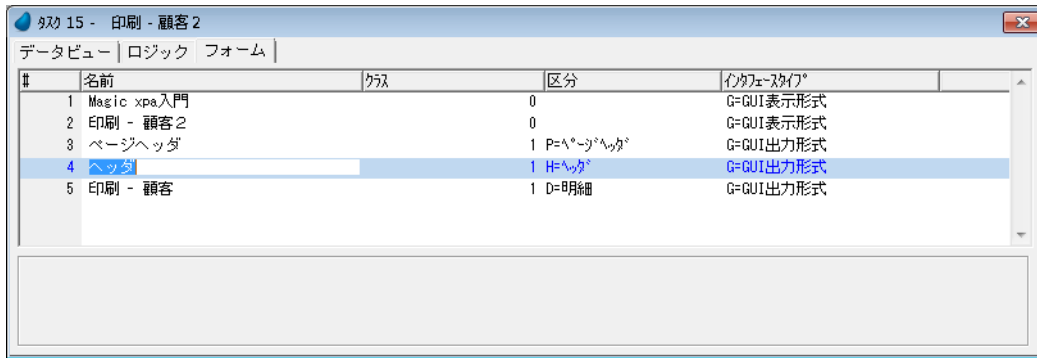 ﾀｽｸ 15 - 印刷 - 顧客２
データビュー ロジック フォーム
# 名前 ｸﾗｽ 区分 ｲﾝﾀﾌｪｰｽﾀｲﾌﾟ
1 Magic xpa入門 0 G=GUI表示形式
2 印刷 - 顧客２ 0 G=GUI表示形式
3 ページヘッダ 1 P=ﾍﾟｰｼﾞﾍｯﾀﾞ G=GUI出力形式
4 ヘッダ 1 H=ﾍｯﾀﾞ G=GUI出力形式
5 印刷 - 顧客 1 D=明細 G=GUI出力形式